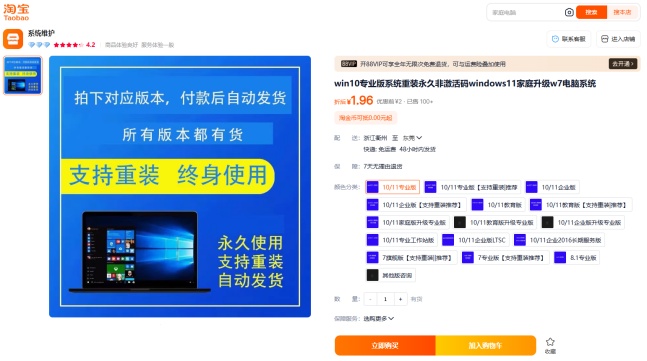 淘宝
Taobao
家庭电脑
搜索
搜本店
系统维护
4.2
商品体验良好 服务体验一般
联系客服
进入店铺
拍下对应版本，付款后自动发货
所有版本都有货
支持重装 终身使用
永久使用
支持重装
自动发货
88VIP 开88VIP可享全年无限次免费退货，可与运费险叠加使用
去开通
win10专业版系统重装永久非激活码windows11家庭升级w7电脑系统
折后¥1.96 优惠前¥2 · 已售 100+
淘金币可抵0.00元起
配送： 浙江衢州 至 东莞
快递: 免运费 48小时内发货
保障： 7天无理由退货
颜色分类：
10/11专业版
10/11专业版【支持重装】推荐
10/11企业版
10/11企业版【支持重装推荐】
10/11教育版
10/11教育版【支持重装推荐】
10/11家庭版升级专业版
10/11教育版升级专业版
10/11企业版升级专业版
10/11专业工作站版
10/11企业版LTSC
10/11企业2016长期服务版
7旗舰版【支持重装】推荐】
7专业版【支持重装推荐】
8.1专业版
其他版咨询
数量： - 1 + 有货
保障服务： 选购更多
立即购买
加入购物车
收藏